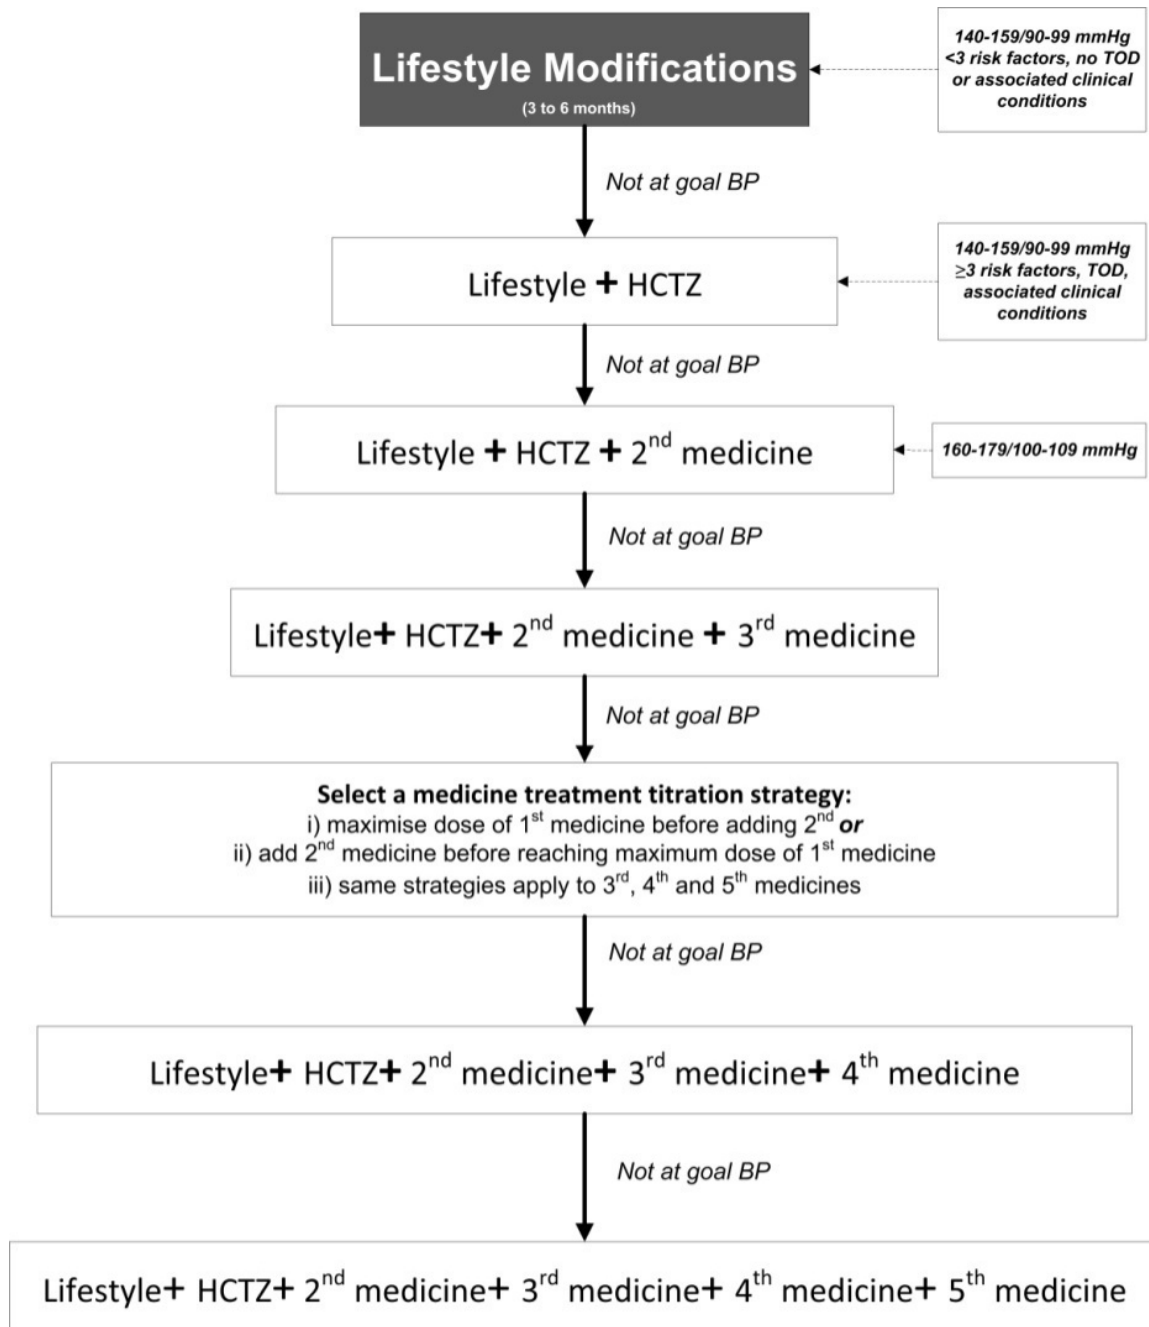 Lifestyle Modifications
(3 to 6 months)
140-159/90-99 mmHg
<3 risk factors, no TOD
or associated clinical
conditions
Not at goal BP
Lifestyle + HCTZ
140-159/90-99 mmHg
≥3 risk factors, TOD,
associated clinical
conditions
Not at goal BP
Lifestyle + HCTZ + 2nd medicine
160-179/100-109 mmHg
Not at goal BP
Lifestyle+ HCTZ+ 2nd medicine + 3rd medicine
Not at goal BP
Select a medicine treatment titration strategy:
i) maximise dose of 1st medicine before adding 2nd or
ii) add 2nd medicine before reaching maximum dose of 1st medicine
iii) same strategies apply to 3rd, 4th and 5th medicines
Not at goal BP
Lifestyle+ HCTZ+ 2nd medicine+ 3rd medicine+ 4th medicine
Not at goal BP
Lifestyle+ HCTZ+ 2nd medicine+ 3rd medicine+ 4th medicine+ 5th medicine